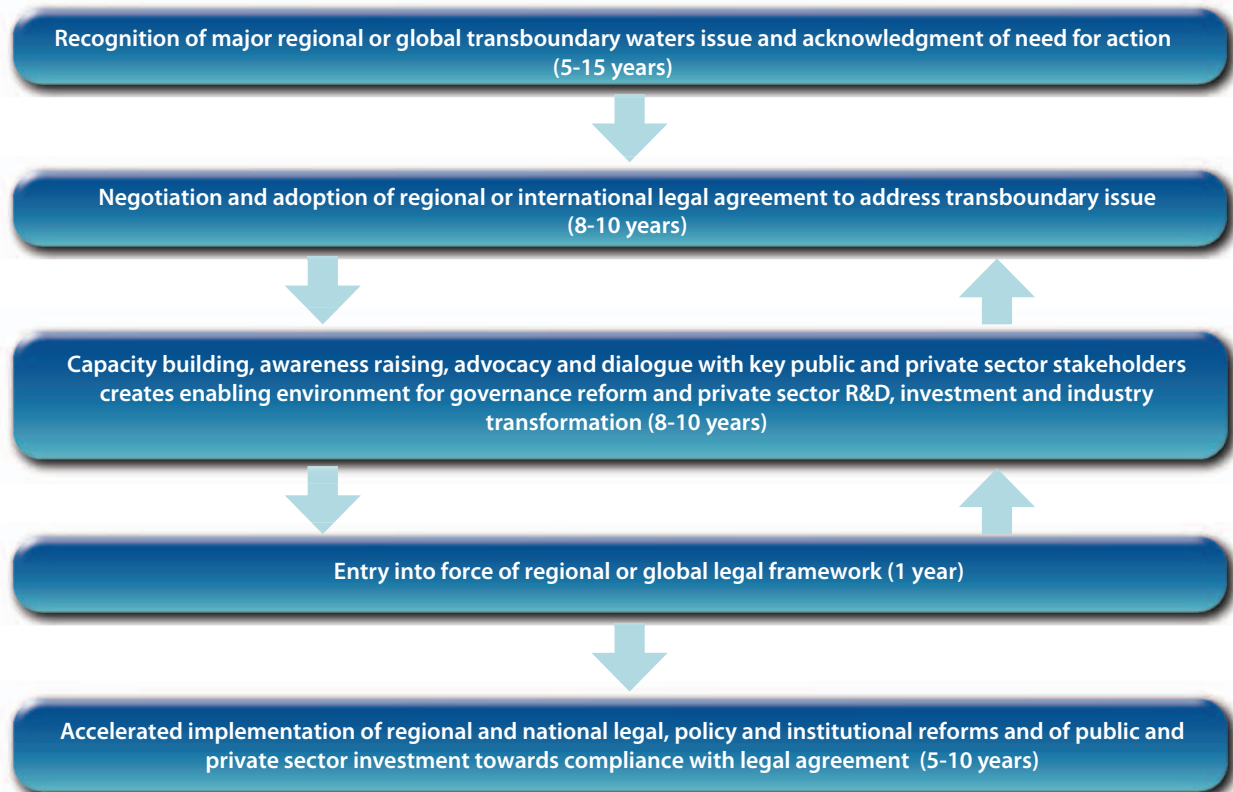 Recognition of major regional or global transboundary waters issue and acknowledgment of need for action
(5-15 years)
Negotiation and adoption of regional or international legal agreement to address transboundary issue
(8-10 years)
Capacity building, awareness raising, advocacy and dialogue with key public and private sector stakeholders
creates enabling environment for governance reform and private sector R&D, investment and industry
transformation (8-10 years)
Entry into force of regional or global legal framework (1 year)
Accelerated implementation of regional and national legal, policy and institutional reforms and of public and
private sector investment towards compliance with legal agreement (5-10 years)